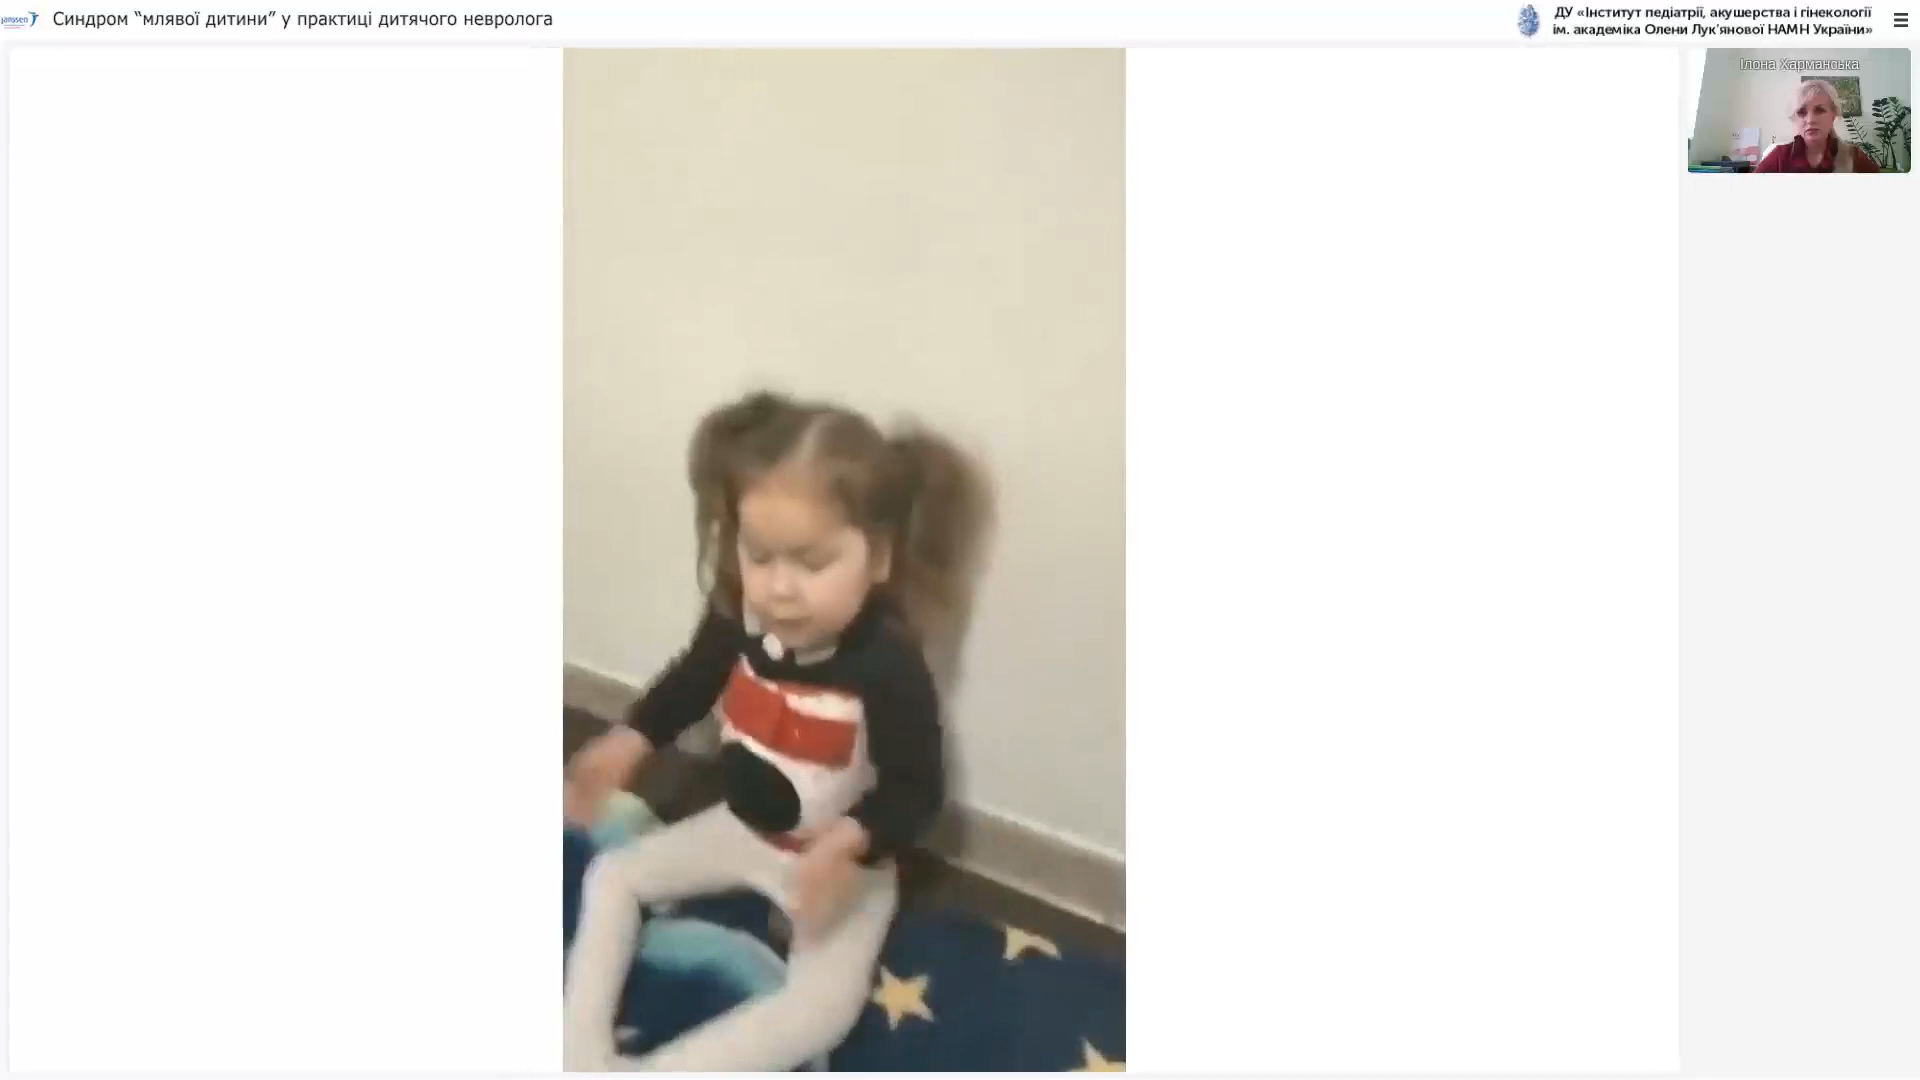 janssen
Синдром “млявої дитини” у практиці дитячого невролога
ДУ «Інститут педіатрії, акушерства і гінекології
ім. академіка Олени Лук'янової НАМН України»
Ілона Харманська